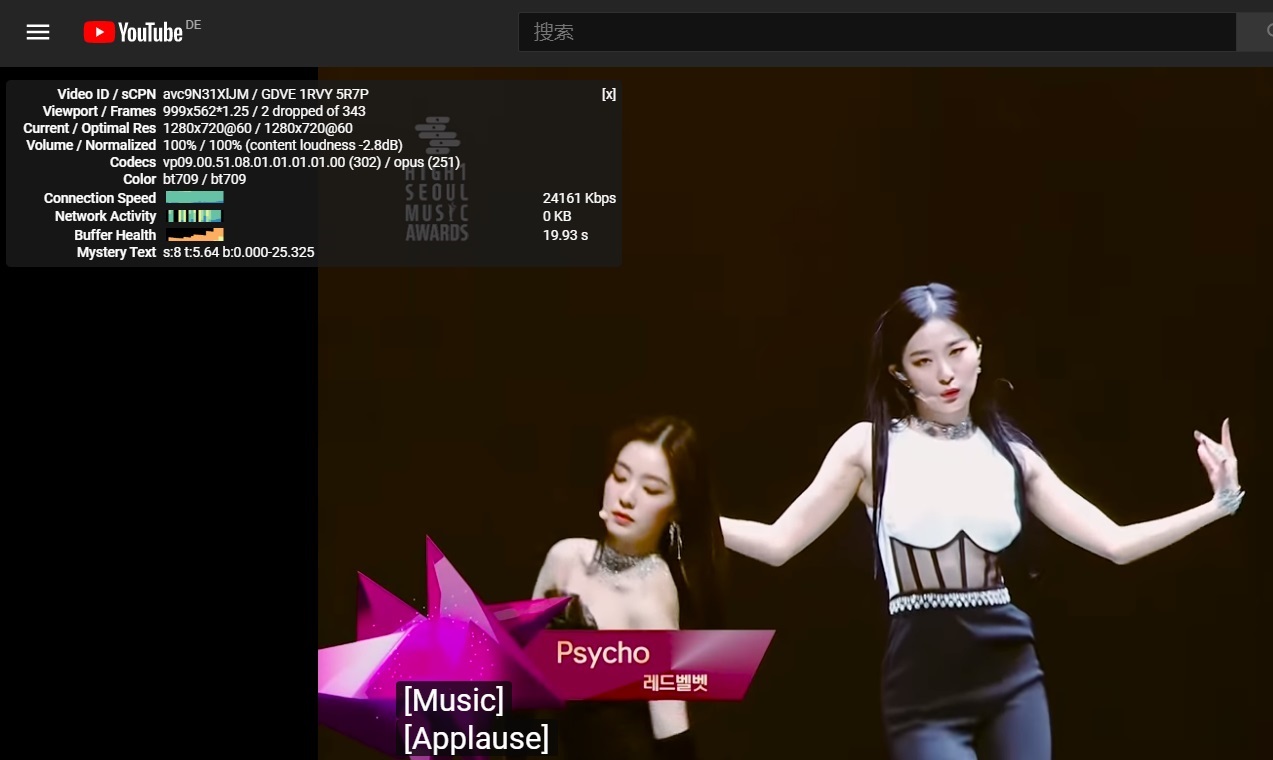 YouTube DE
搜索
Video ID / sCPN avc9N31XlJM / GDVE 1RVY 5R7P [x]
Viewport / Frames 999x562*1.25 / 2 dropped of 343
Current / Optimal Res 1280x720@60 / 1280x720@60
Volume / Normalized 100% / 100% (content loudness -2.8dB)
Codecs vp09.00.51.08.01.01.01.01.00 (302) / opus (251)
Color bt709 / bt709
Connection Speed 24161 Kbps
Network Activity 0 KB
Buffer Health 19.93 s
Mystery Text s:8 t:5.64 b:0.000-25.325
HIGH1
SEOUL
MUSIC
AWARDS
Psycho
레드벨벳
[Music]
[Applause]